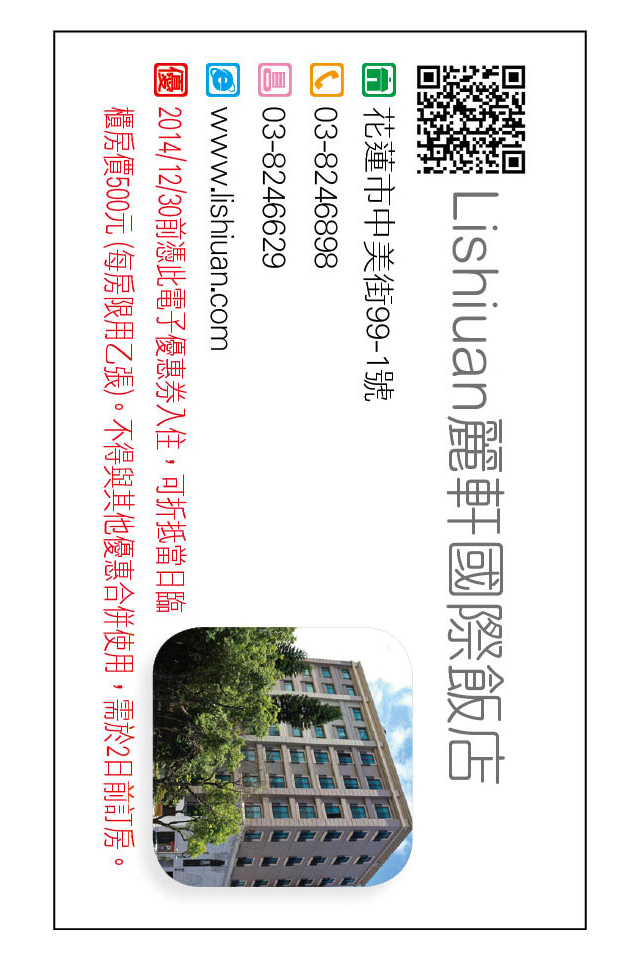 Lishiuan麗軒國際飯店
花蓮市中美街99-1號
03-8246898
03-8246629
www.lishiuan.com
優 2014/12/30前憑此電子優惠券入住，可折抵當日臨
櫃房價500元 (每房限用乙張)。不得與其他優惠合併使用，需於2日前訂房。